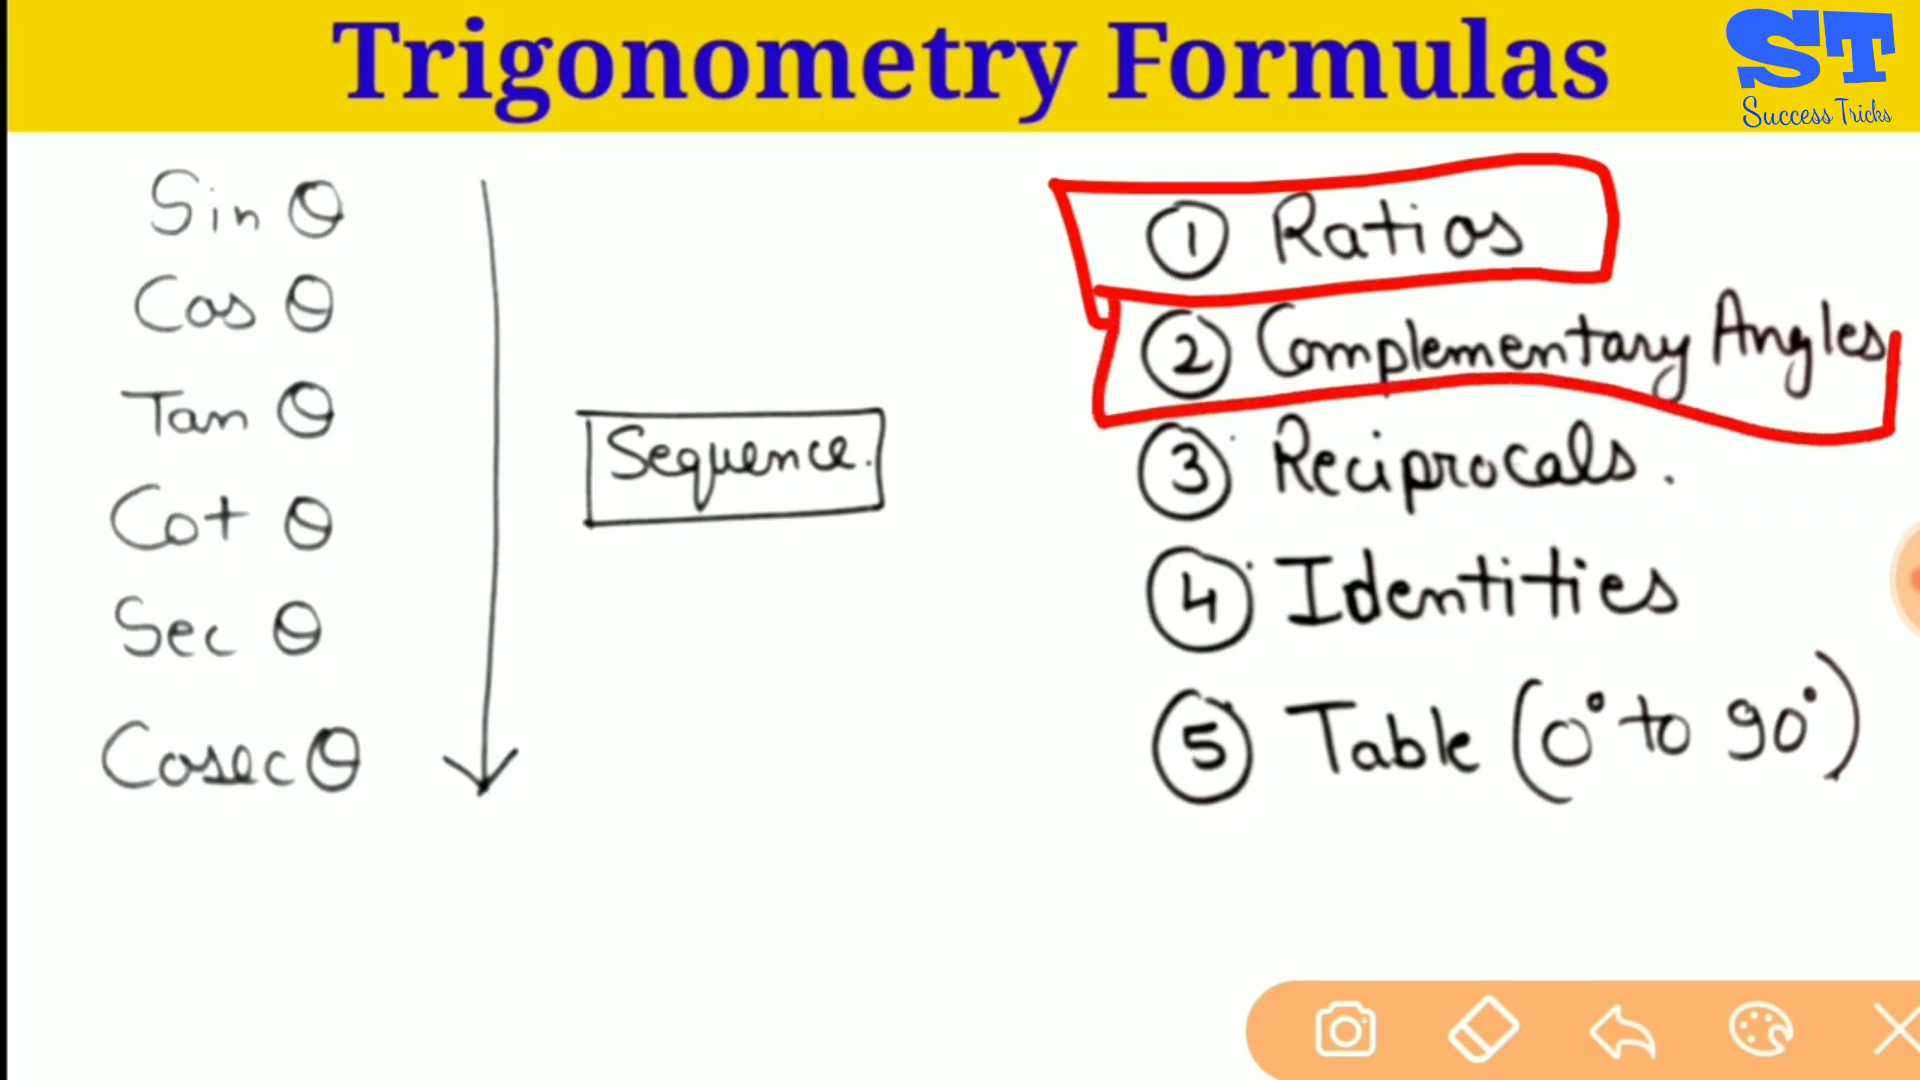 Trigonometry Formulas
ST
Success Tricks
Sin θ
Cos θ
Tan θ
Cot θ
Sec θ
Cosec θ
Sequence.
① Ratios
② Complementary Angles
③ Reciprocals.
④ Identities
⑤ Table (0° to 90°)